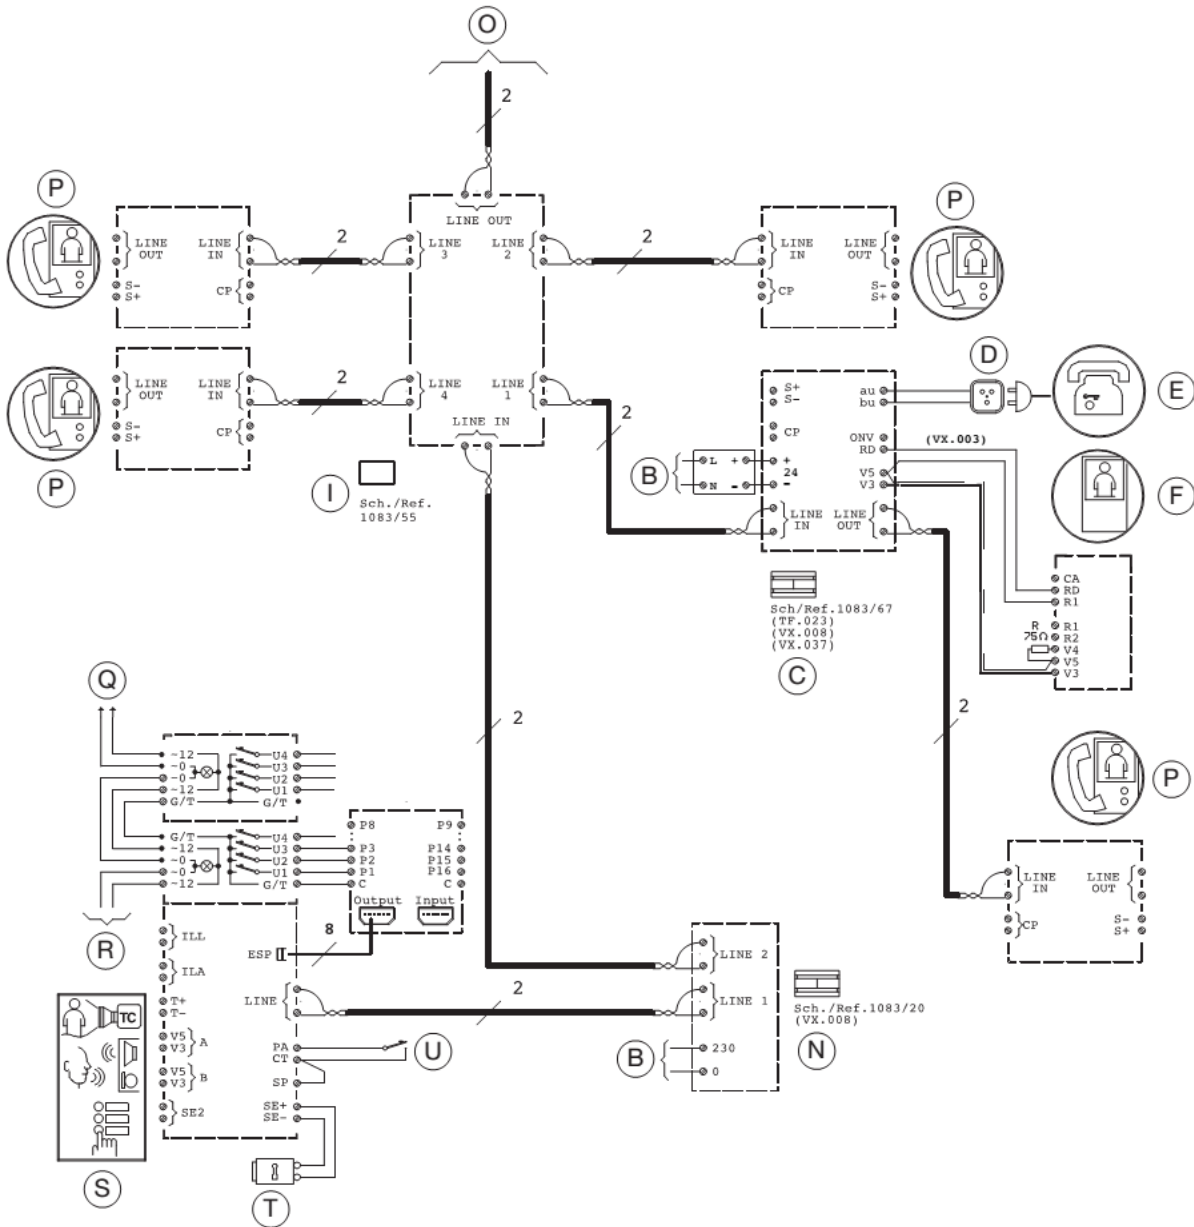 O
2
P
P
LINE OUT
LINE OUT
LINE IN
2
LINE 3
LINE 2
2
LINE IN
LINE OUT
S-
S+
CP
CP
S-
S+
D
E
LINE OUT
LINE IN
2
LINE 4
LINE 1
S+
S-
au
bu
LINE IN
2
CP
ONV
RD
(VX.003)
S-
S+
CP
B
L
+
+
24
N
-
-
V5
V3
F
P
I
Sch./Ref.
1083/55
LINE IN
LINE OUT
CA
RD
R1
Sch/Ref.1083/67
(TF.023)
(VX.008)
(VX.037)
C
R
75Ω
R1
R2
V4
V5
V3
Q
2
2
~12
U4
~0
U3
~0
U2
~12
U1
G/T
G/T
P
G/T
U4
~12
U3
~0
U2
~0
U1
~12
G/T
P8
P9
P3
P14
P2
P15
P1
P16
C
C
Output
Input
LINE IN
LINE OUT
CP
S-
S+
R
ILL
8
ESP
LINE 2
ILA
LINE
2
LINE 1
Sch./Ref.1083/20
(VX.008)
TC
T+
T-
V5
V3
A
PA
CT
U
B
230
0
N
V5
V3
B
SP
SE2
SE+
SE-
S
T